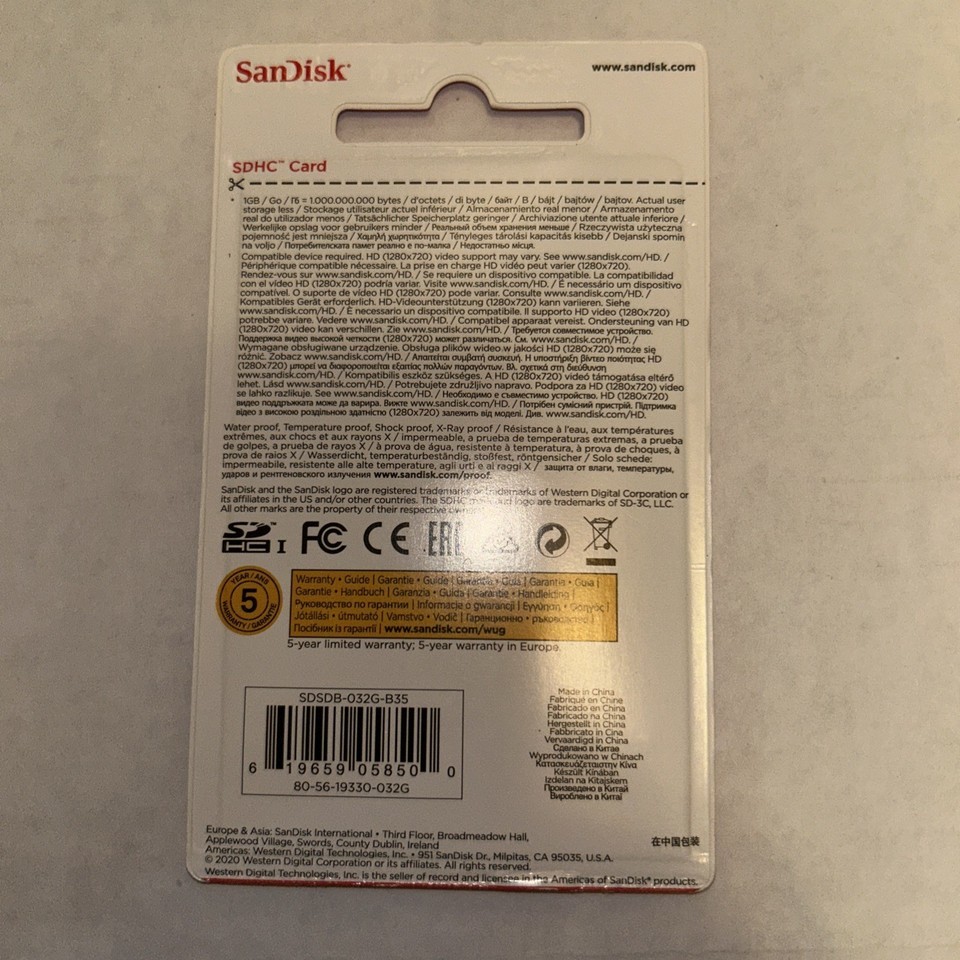 SanDisk®
www.sandisk.com
SDHC™ Card
* 1GB / Go / Гб = 1.000.000.000 bytes / d'octets / di byte / байт / B / bájt / bajtów / bajtov. Actual user
storage less / Stockage utilisateur actuel inférieur / Almacenamiento real menor / Armazenamento
real do utilizador menos / Tatsächlicher Speicherplatz geringer / Archiviazione utente attuale inferiore /
Werkelijke opslag voor gebruikers minder / Реальный объем хранения меньше / Rzeczywista użyteczna
pojemność jest mniejsza / Χαμηλή χωρητικότητα / Tényleges tárolási kapacitás kisebb / Dejanski spomin
na voljo / Потребителската памет реално е по-малка / Недостатньо місця.
¹ Compatible device required. HD (1280x720) video support may vary. See www.sandisk.com/HD. /
Périphérique compatible nécessaire. La prise en charge HD vidéo peut varier (1280x720).
Rendez-vous sur www.sandisk.com/HD. / Se requiere un dispositivo compatible. La compatibilidad
con el vídeo HD (1280x720) podría variar. Visite www.sandisk.com/HD. / É necessário um dispositivo
compatível. O suporte de vídeo HD (1280x720) pode variar. Consulte www.sandisk.com/HD. /
Kompatibles Gerät erforderlich. HD-Videounterstützung (1280x720) kann variieren. Siehe
www.sandisk.com/HD. / È necessario un dispositivo compatibile. Il supporto HD video (1280x720)
potrebbe variare. Vedere www.sandisk.com/HD. / Compatibel apparaat vereist. Ondersteuning van HD
(1280x720) video kan verschillen. Zie www.sandisk.com/HD. / Требуется совместимое устройство.
Поддержка видео высокой четкости (1280x720) может различаться. См. www.sandisk.com/HD. /
Wymagane obsługiwane urządzenie. Obsługa plików wideo w jakości HD (1280x720) może się
różnić. Zobacz www.sandisk.com/HD. / Απαιτείται συμβατή συσκευή. Η υποστήριξη βίντεο ποιότητας HD
(1280x720) μπορεί να διαφοροποιείται εξαιτίας πολλών παραγόντων. Βλ. σχετικά στη διεύθυνση
www.sandisk.com/HD. / Kompatibilis eszköz szükséges. A HD (1280x720) videó támogatása eltérő
lehet. Lásd www.sandisk.com/HD. / Potrebujete združljivo napravo. Podpora za HD (1280x720) video
se lahko razlikuje. See www.sandisk.com/HD. / Необходимо е съвместимо устройство. HD (1280x720)
видео поддръжката може да варира. Вижте www.sandisk.com/HD. / Потрібен сумісний пристрій. Підтримка
відео з високою роздільною здатністю (1280x720) залежить від моделі. Див. www.sandisk.com/HD.
Water proof, Temperature proof, Shock proof, X-Ray proof / Résistance à l'eau, aux températures
extrêmes, aux chocs et aux rayons X / impermeable, a prueba de temperaturas extremas, a prueba
de golpes, a prueba de rayos X / à prova de água, resistente à temperatura, à prova de choques, à
prova de raios X / Wasserdicht, temperaturbeständig, stoßfest, röntgensicher / Solo schede:
impermeabile, resistente alle alte temperature, agli urti e ai raggi X / защита от влаги, температуры,
ударов и рентгеновского излучения www.sandisk.com/proof.
SanDisk and the SanDisk logo are registered trademarks or trademarks of Western Digital Corporation or
its affiliates in the US and/or other countries. The SDHC mark and logo are trademarks of SD-3C, LLC.
All other marks are the property of their respective
SD™ HC I FC CE ERE
YEAR / ANS
5
WARRANTY / GARANTIE
Warranty • Guide | Garantie • Guide | Garantía • Guía | Garantia • Guia |
Garantie • Handbuch | Garanzia • Guida | Garantie • Handleiding |
Руководство по гарантии | Informacje o gwarancji | Εγγύηση • Οδηγός |
Jótállási • útmutató | Vamstvo • Vodič | Гаранционно • ръководство |
Посібник із гарантії | www.sandisk.com/wug
5-year limited warranty; 5-year warranty in Europe.
SDSDB-032G-B35
6 19659 05850 0
80-56-19330-032G
Made in China
Fabriqué en Chine
Fabricado en China
Fabricado na China
Hergestellt in China
Fabbricato in Cina
Vervaardigd in China
Сделано в Китае
Wyprodukowano w Chinach
Κατασκευάζεται στην Κίνα
Készült Kínában
Izdelan na Kitajskem
Произведено в Китай
Вироблено в Китаї
在中国包装
Europe & Asia: SanDisk International • Third Floor, Broadmeadow Hall,
Applewood Village, Swords, County Dublin, Ireland
Americas: Western Digital Technologies, Inc. • 951 SanDisk Dr., Milpitas, CA 95035, U.S.A.
© 2020 Western Digital Corporation or its affiliates. All rights reserved.
Western Digital Technologies, Inc. is the seller of record and licensee in the Americas of SanDisk® products.